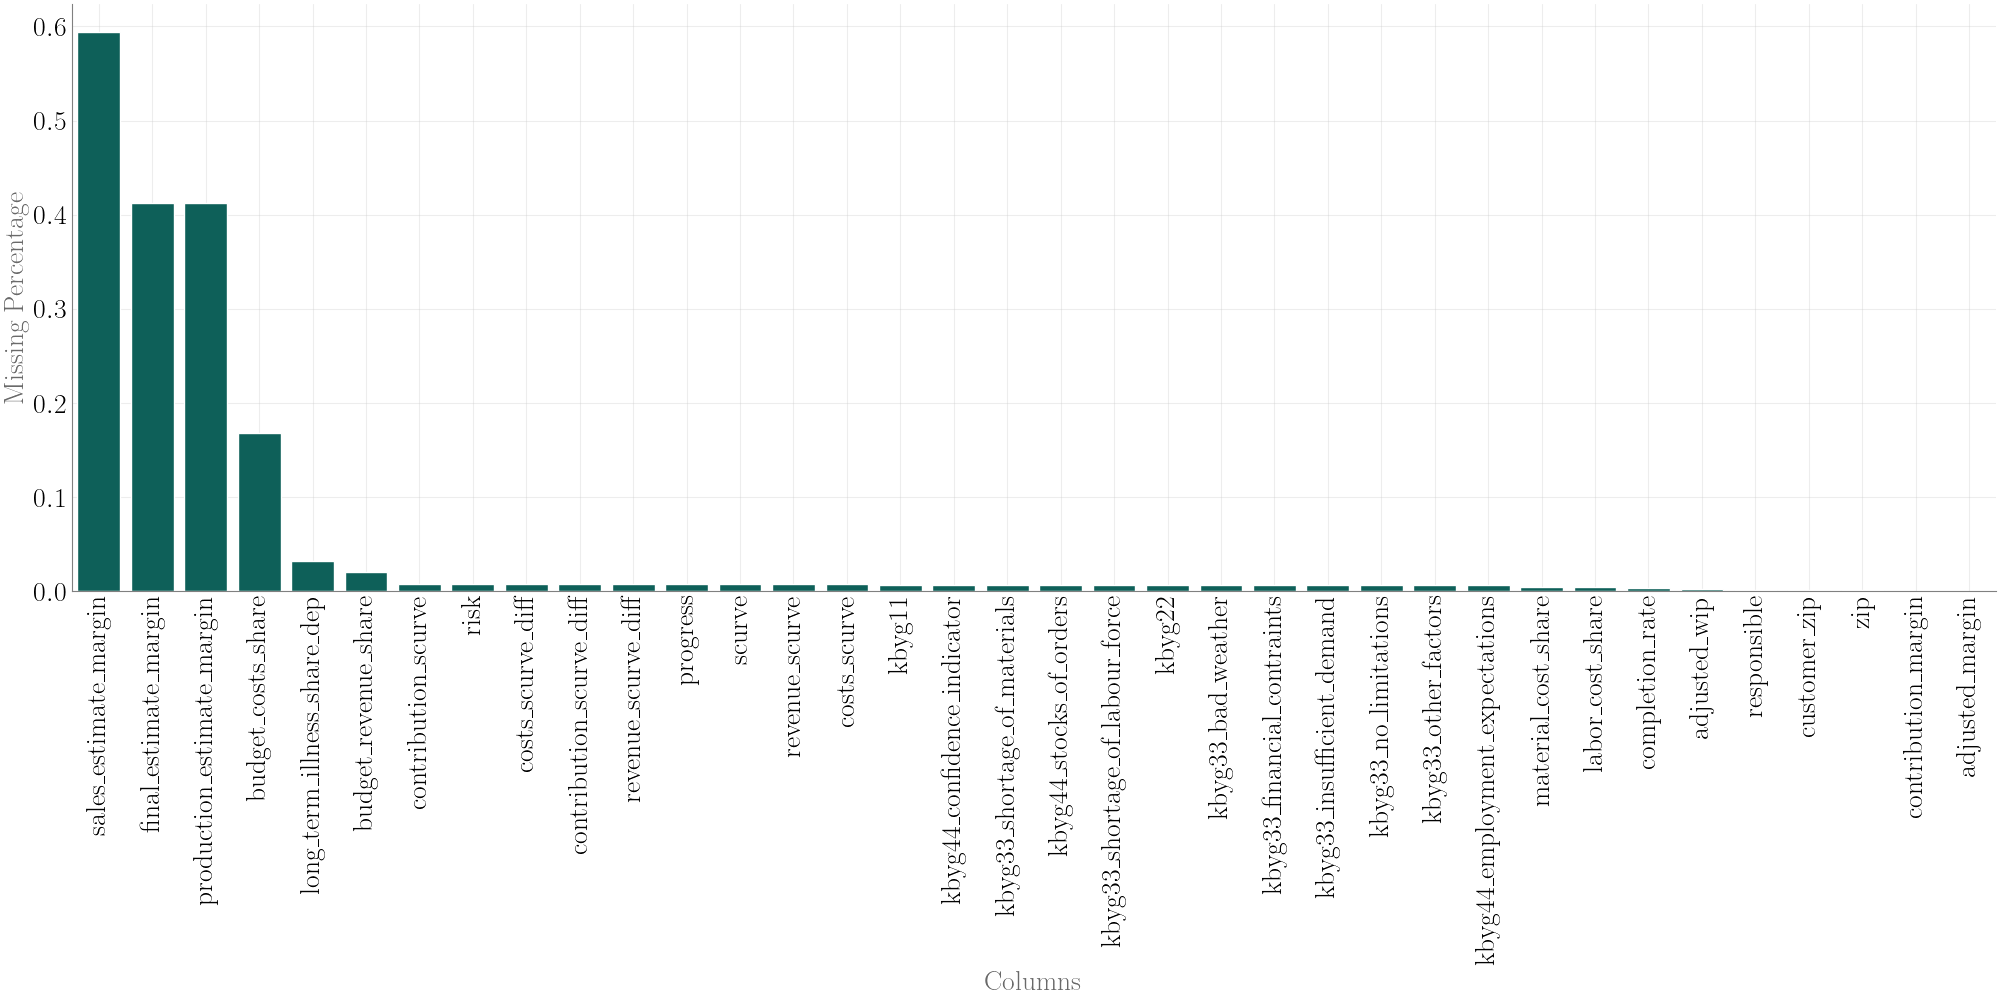 Missing Percentage
0.6
0.5
0.4
0.3
0.2
0.1
0.0
sales_estimate_margin
final_estimate_margin
production_estimate_margin
budget_costs_share
long_term_illness_share_dep
budget_revenue_share
contribution_scurve
risk
costs_scurve_diff
contribution_scurve_diff
revenue_scurve_diff
progress
scurve
revenue_scurve
costs_scurve
kbyg11
kbyg44_confidence_indicator
kbyg33_shortage_of_materials
kbyg44_stocks_of_orders
kbyg33_shortage_of_labour_force
kbyg22
kbyg33_bad_weather
kbyg33_financial_contraints
kbyg33_insufficient_demand
kbyg33_no_limitations
kbyg33_other_factors
kbyg44_employment_expectations
material_cost_share
labor_cost_share
completion_rate
adjusted_wip
responsible
customer_zip
zip
contribution_margin
adjusted_margin
Columns